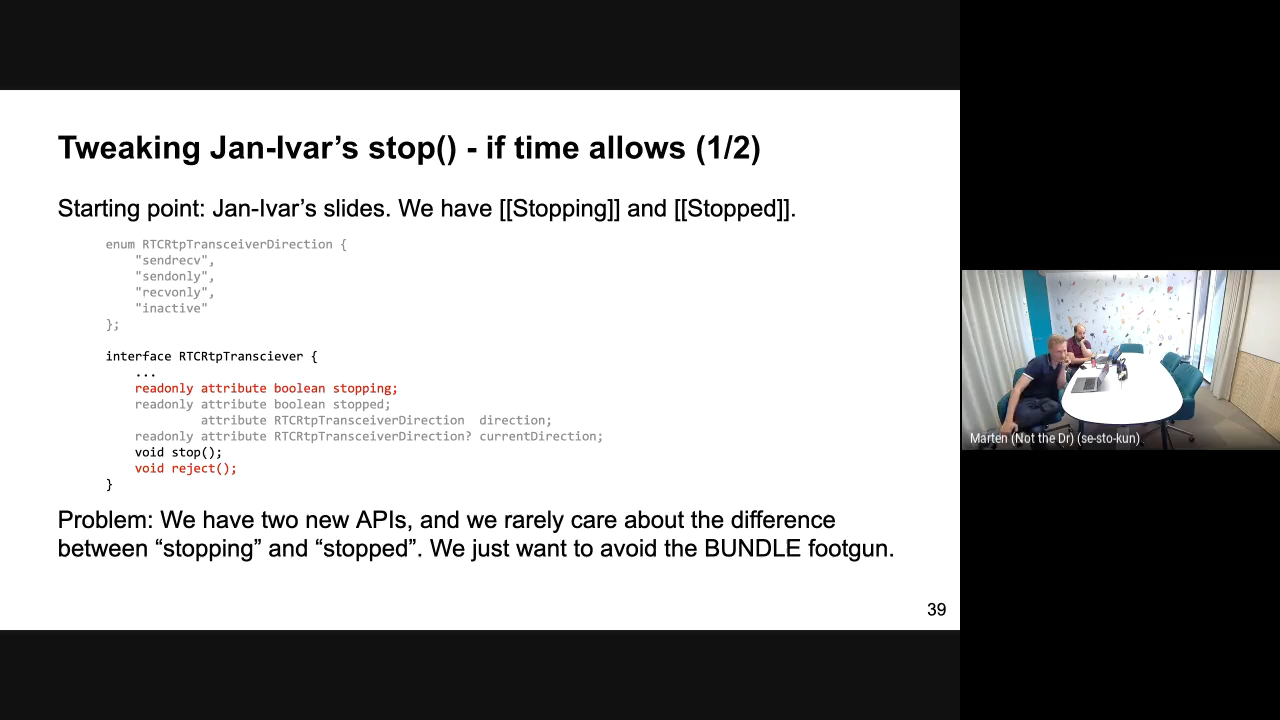 Tweaking Jan-Ivar’s stop() - if time allows (1/2)
Starting point: Jan-Ivar’s slides. We have [[Stopping]] and [[Stopped]].
enum RTCRtpTransceiverDirection {
    "sendrecv",
    "sendonly",
    "recvonly",
    "inactive"
};
interface RTCRtpTransciever {
    ...
    readonly attribute boolean stopping;
    readonly attribute boolean stopped;
             attribute RTCRtpTransceiverDirection  direction;
    readonly attribute RTCRtpTransceiverDirection? currentDirection;
    void stop();
    void reject();
}
Problem: We have two new APIs, and we rarely care about the difference
between “stopping” and “stopped”. We just want to avoid the BUNDLE footgun.
39
Marten (Not the Dr) (se-sto-kun)